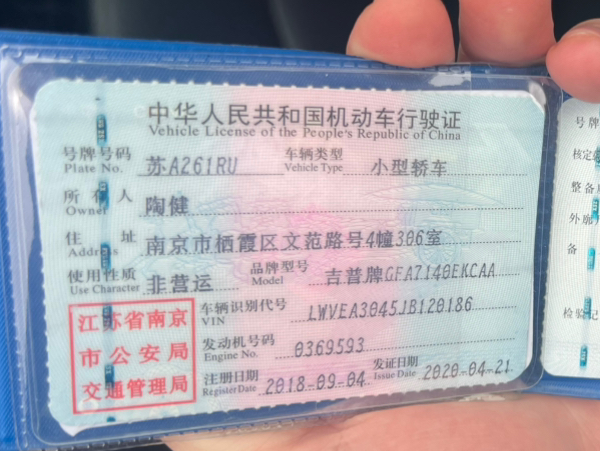 中华人民共和国机动车行驶证
Vehicle License of the People's Republic of China
号牌号码 苏A261RU 车辆类型 小型轿车
Plate No. Vehicle Type
所有人 陶健
Owner
住址 南京市栖霞区文范路号4幢306室
Address
使用性质 非营运 品牌型号 吉普牌GFA7140EKCAA
Use Character Model
江苏省南京
市公安局
交通管理局
车辆识别代号 LWVEA3045JB120186
VIN
发动机号码 0369593
Engine No.
注册日期 2018-09-04 发证日期 2020-04-21
Register Date Issue Date
号牌
核定
整备
外廓
备
检验记